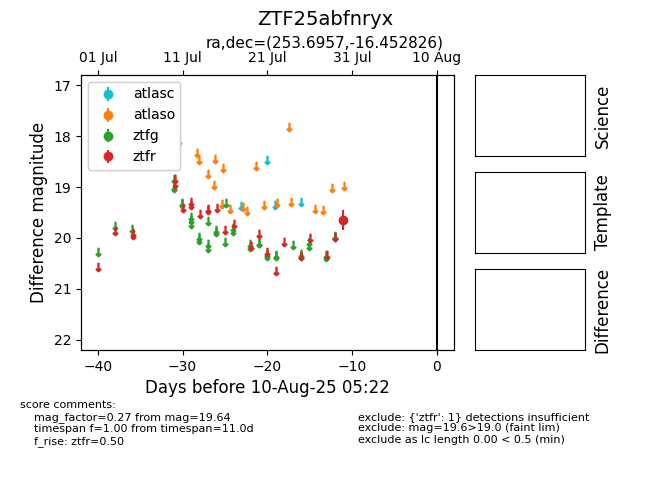 ZTF25abfnryx
ra,dec=(253.6957,-16.452826)
01 Jul 11 Jul 21 Jul 31 Jul 10 Aug
17
18
19
20
21
22
Difference magnitude
atlasc
atlaso
ztfg
ztfr
−40 −30 −20 −10 0
Days before 10-Aug-25 05:22
Science
Template
Difference
score comments:
mag_factor=0.27 from mag=19.64
timespan f=1.00 from timespan=11.0d
f_rise: ztfr=0.50
exclude: {'ztfr': 1} detections insufficient
exclude: mag=19.6>19.0 (faint lim)
exclude as lc length 0.00 < 0.5 (min)